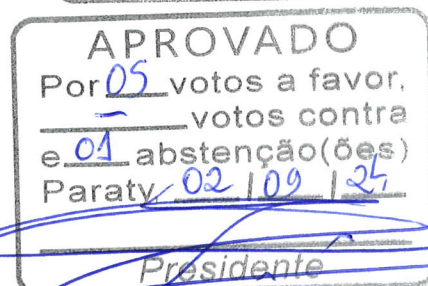 APROVADO
Por 05 votos a favor,
— votos contra
e 01 abstenção(ões)
Paraty 02 / 09 / 24
Presidente